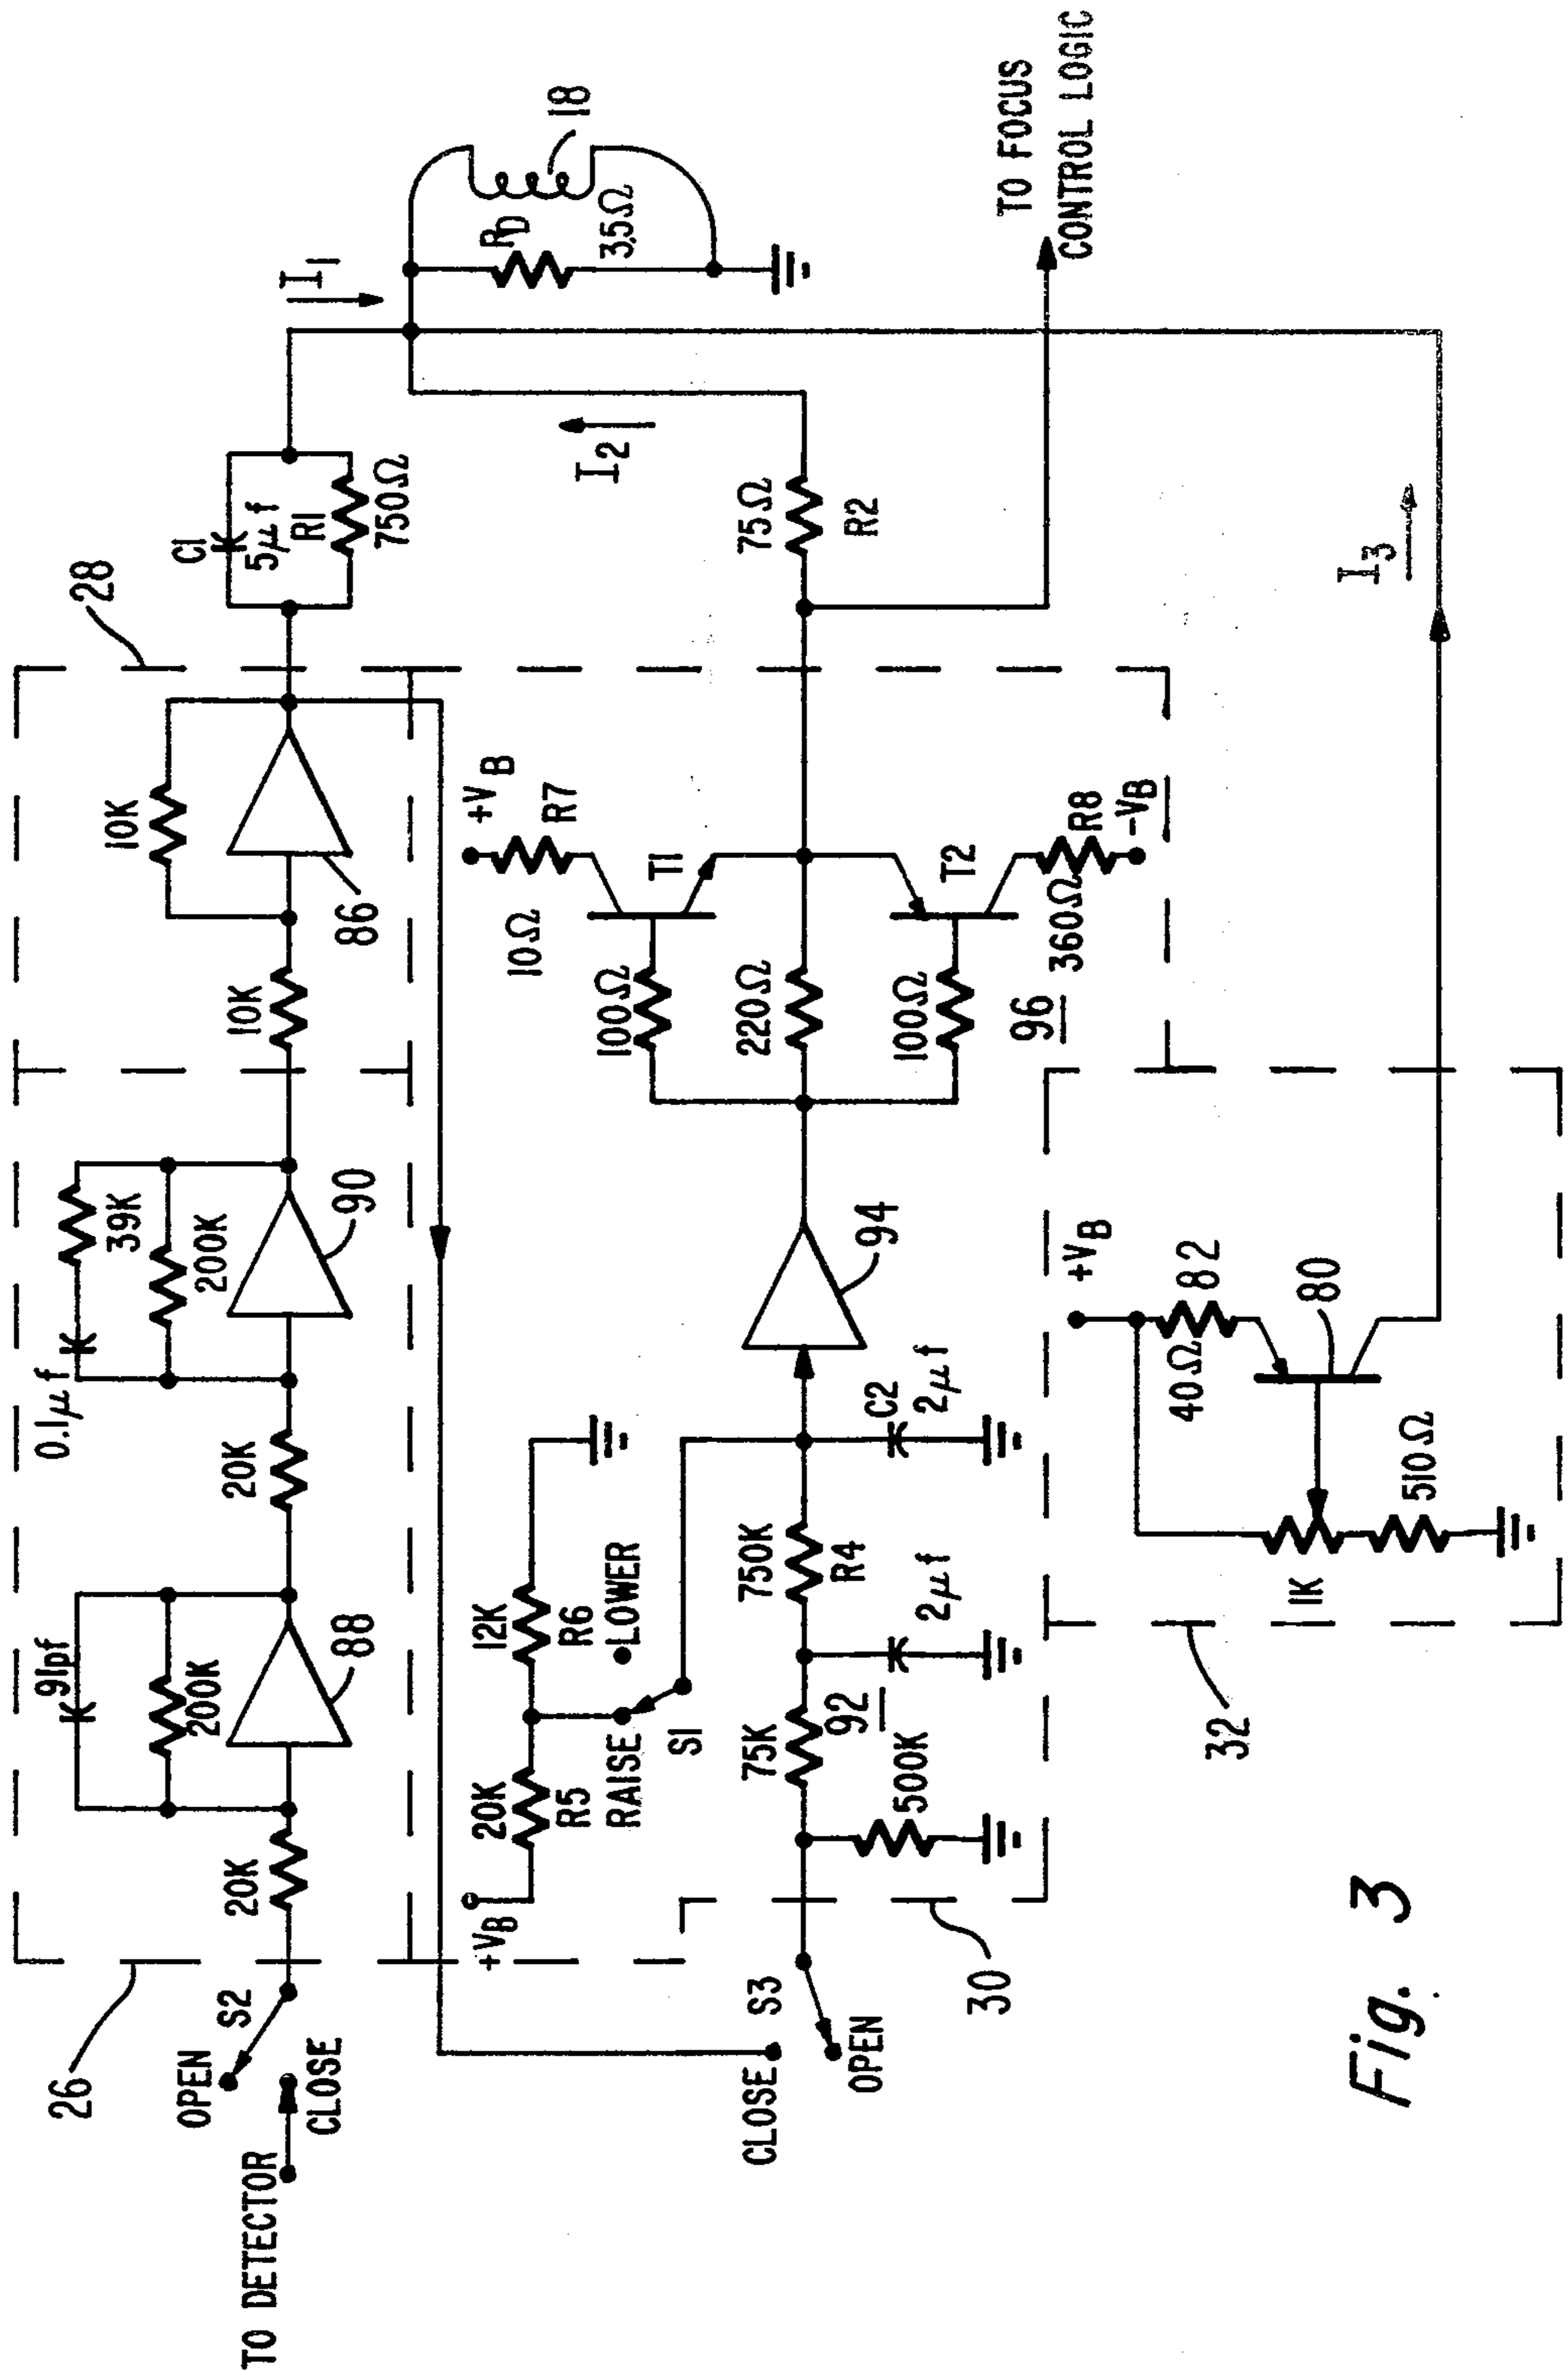 26
28
TO DETECTOR
OPEN
S2
CLOSE
20K
91pf
200K
88
20K
0.1μf
39K
200K
90
10K
10K
86
C1
5μf
R1
750Ω
I1
RD
35Ω
18
+VB
20K
R5
12K
R6
RAISE
LOWER
S1
CLOSE
S3
OPEN
500K
75K
92
2μf
750K
R4
C2
2μf
94
100Ω
220Ω
100Ω
96
+VB
R7
10Ω
T1
T2
R8
360Ω
-VB
75Ω
R2
I2
TO FOCUS
CONTROL LOGIC
30
32
+VB
40Ω
82
80
1K
510Ω
I3
Fig. 3